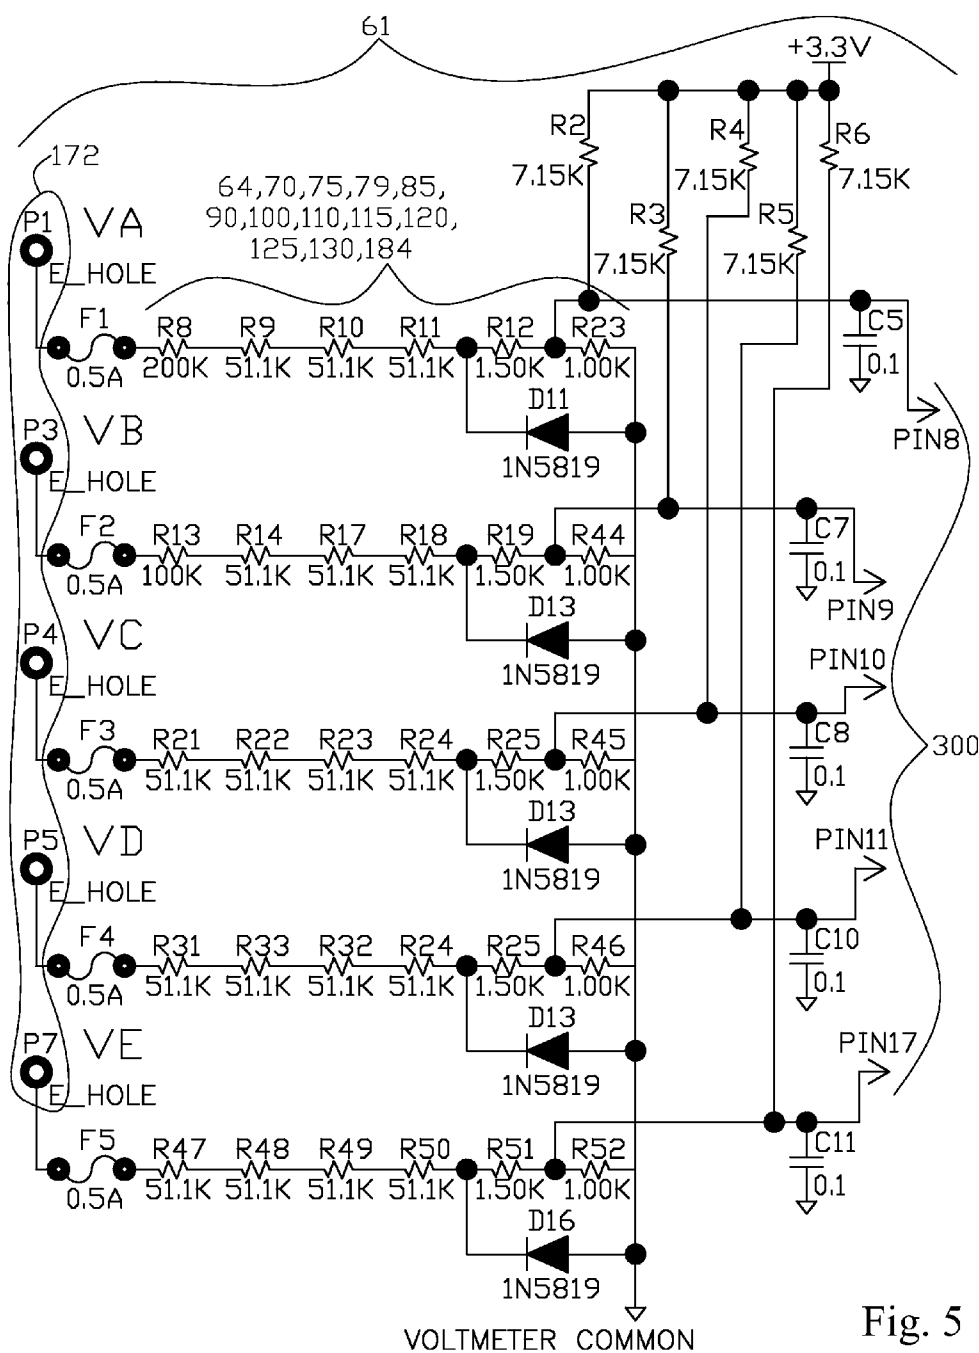 61
+3.3V
172
R2
7.15K
R4
7.15K
R6
7.15K
64,70,75,79,85,
90,100,110,115,120,
125,130,184
R3
7.15K
R5
7.15K
P1 VA
E_HOLE
F1 R8 R9 R10 R11 R12 R23 C5
0.5A 200K 51.1K 51.1K 51.1K 1.50K 1.00K 0.1
D11
1N5819
PIN8
P3 VB
E_HOLE
F2 R13 R14 R17 R18 R19 R44 C7
0.5A 100K 51.1K 51.1K 51.1K 1.50K 1.00K 0.1
PIN9
D13
1N5819
P4 VC
E_HOLE
PIN10
F3 R21 R22 R23 R24 R25 R45 C8
0.5A 51.1K 51.1K 51.1K 51.1K 1.50K 1.00K 0.1
300
D13
1N5819
P5 VD
E_HOLE
PIN11
F4 R31 R33 R32 R24 R25 R46 C10
0.5A 51.1K 51.1K 51.1K 51.1K 1.50K 1.00K 0.1
D13
1N5819
P7 VE
E_HOLE
PIN17
F5 R47 R48 R49 R50 R51 R52 C11
0.5A 51.1K 51.1K 51.1K 51.1K 1.50K 1.00K 0.1
D16
1N5819
VOLTMETER COMMON
Fig. 5